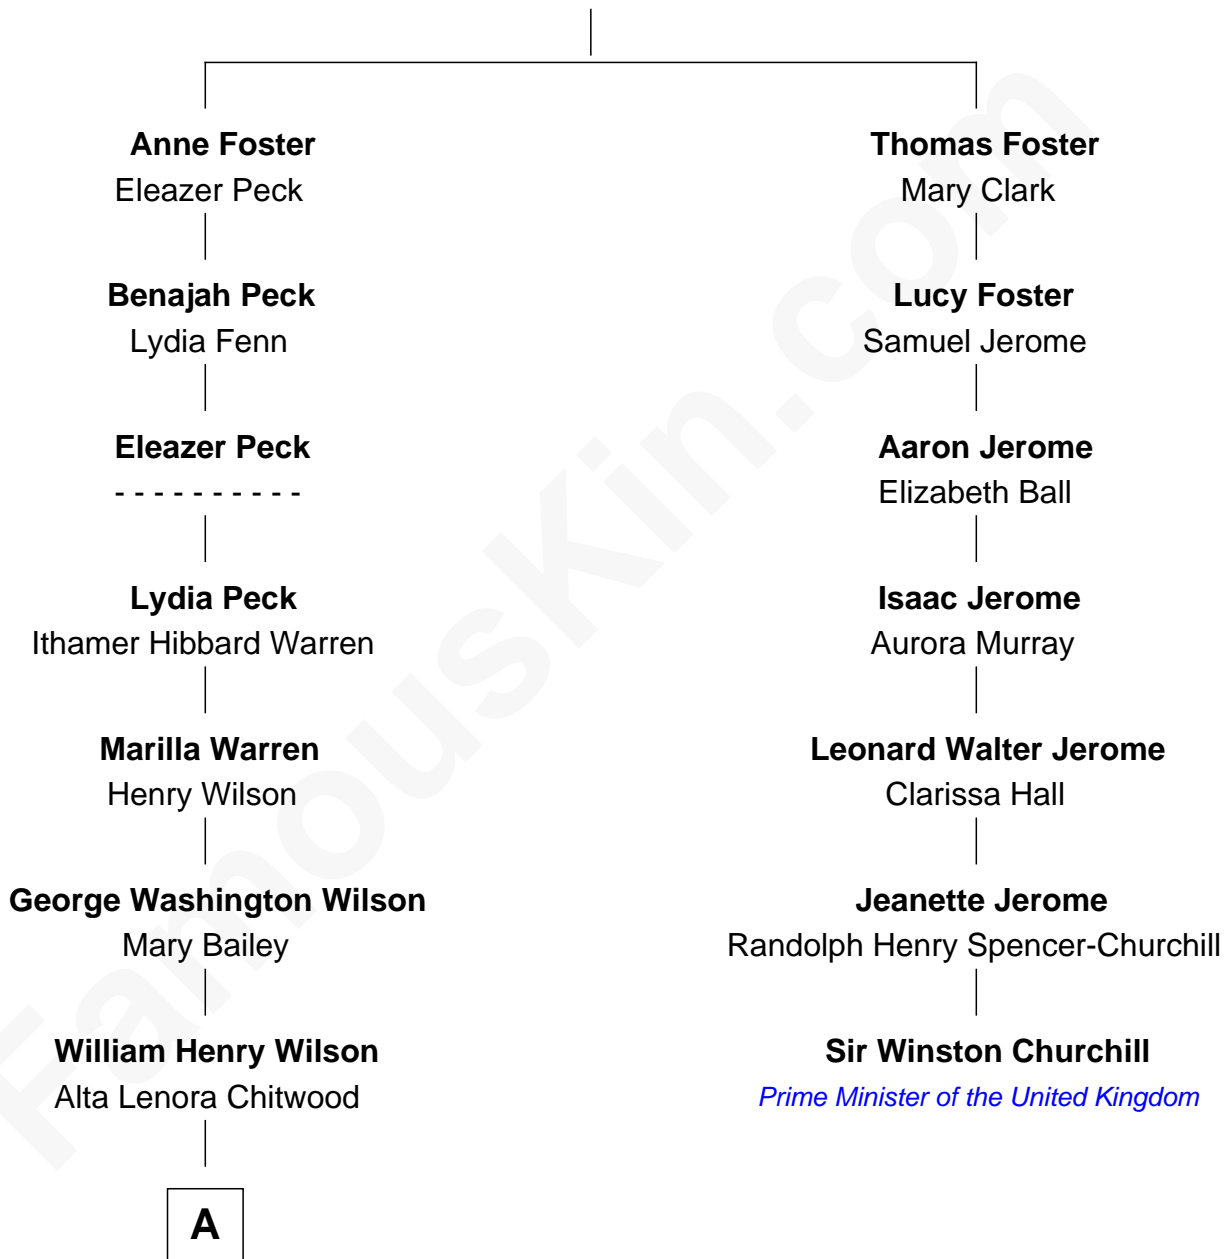 Anne Foster
Eleazer Peck
Benajah Peck
Lydia Fenn
Eleazer Peck
- - - - - - - - - -
Lydia Peck
Ithamer Hibbard Warren
Marilla Warren
Henry Wilson
George Washington Wilson
Mary Bailey
William Henry Wilson
Alta Lenora Chitwood
A
Thomas Foster
Mary Clark
Lucy Foster
Samuel Jerome
Aaron Jerome
Elizabeth Ball
Isaac Jerome
Aurora Murray
Leonard Walter Jerome
Clarissa Hall
Jeanette Jerome
Randolph Henry Spencer-Churchill
Sir Winston Churchill
Prime Minister of the United Kingdom
FamousKin.com